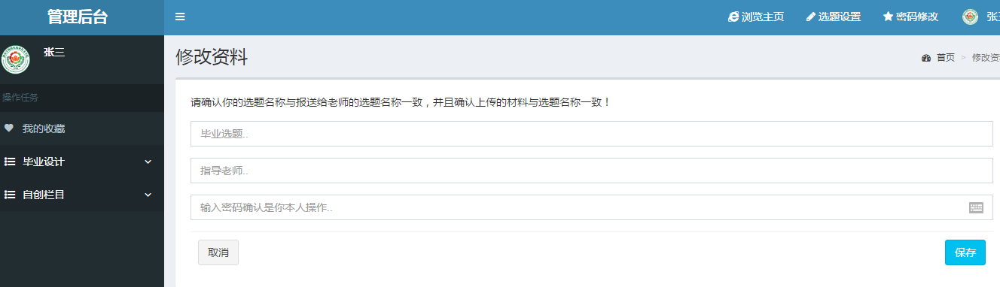 管理后台
浏览主页 选题设置 密码修改 张三
张三
修改资料
首页 > 修改资
操作任务
我的收藏
毕业设计
自创栏目
请确认你的选题名称与报送给老师的选题名称一致，并且确认上传的材料与选题名称一致！
毕业选题..
指导老师..
输入密码确认是你本人操作..
取消 保存